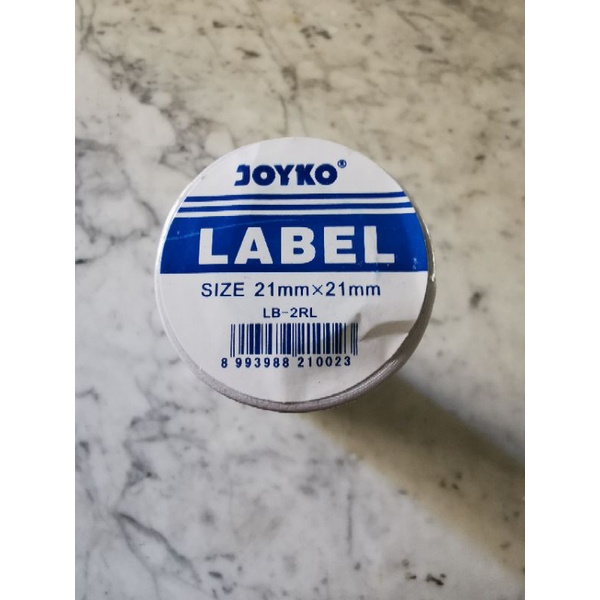 JOYKO®
LABEL
SIZE 21mm×21mm
LB-2RL
8 993988 210023